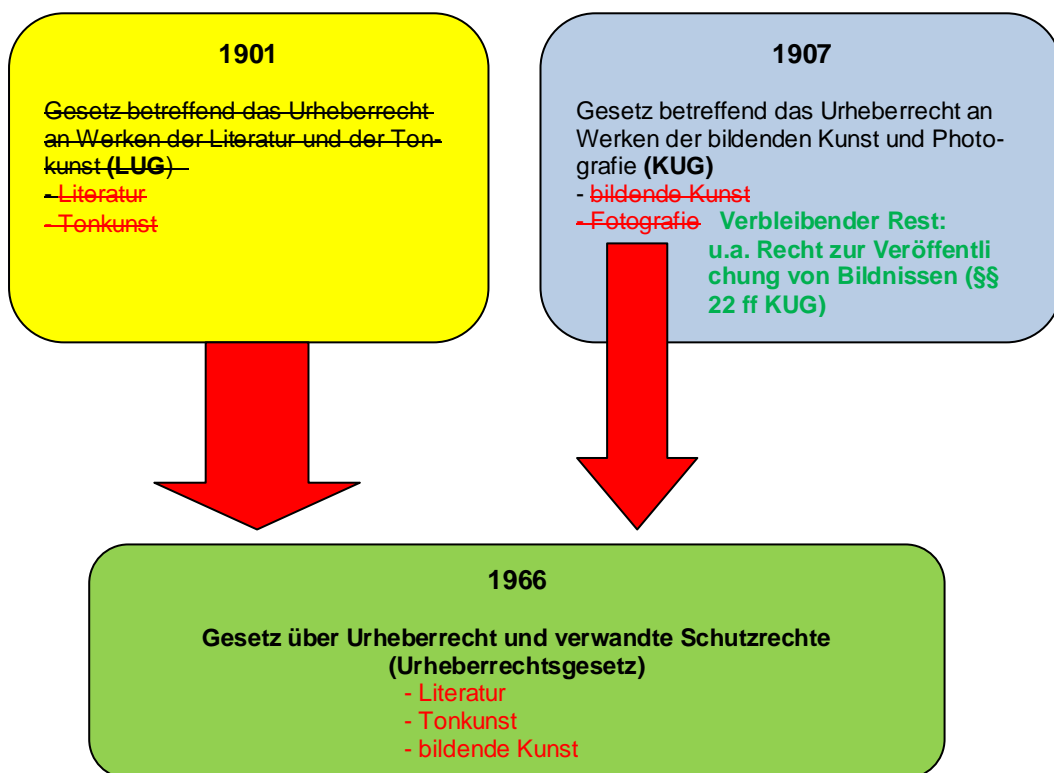 1901
Gesetz betreffend das Urheberrecht
an Werken der Literatur und der Ton-
kunst (LUG)
- Literatur
- Tonkunst
1907
Gesetz betreffend das Urheberrecht an
Werken der bildenden Kunst und Photo-
grafie (KUG)
- bildende Kunst
- Fotografie Verbleibender Rest:
u.a. Recht zur Veröffentli
chung von Bildnissen (§§
22 ff KUG)
1966
Gesetz über Urheberrecht und verwandte Schutzrechte
(Urheberrechtsgesetz)
- Literatur
- Tonkunst
- bildende Kunst